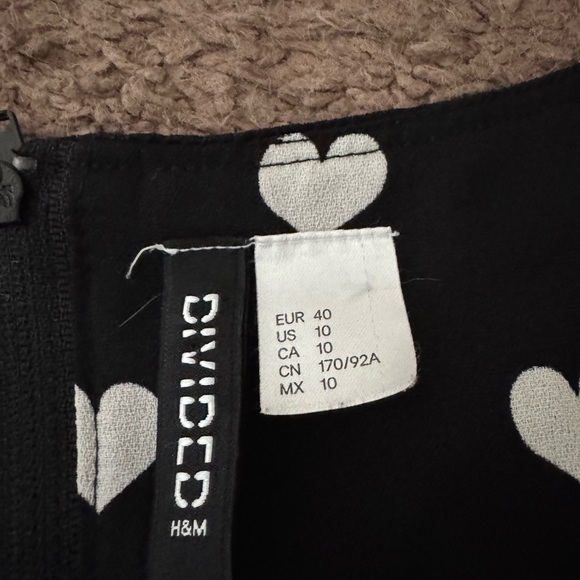 DIVIDED
H&M
EUR 40
US 10
CA 10
CN 170/92A
MX 10